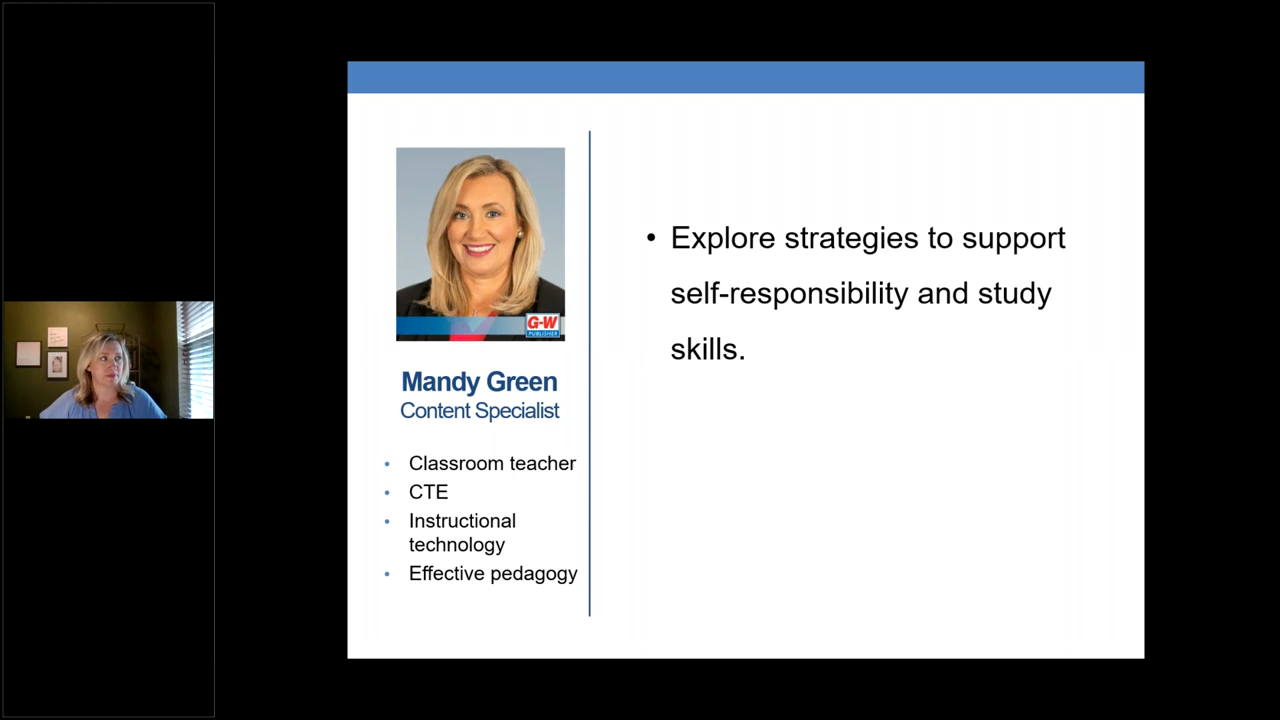 G-W
PUBLISHER
Mandy Green
Content Specialist
• Classroom teacher
• CTE
• Instructional
technology
• Effective pedagogy
• Explore strategies to support
self-responsibility and study
skills.